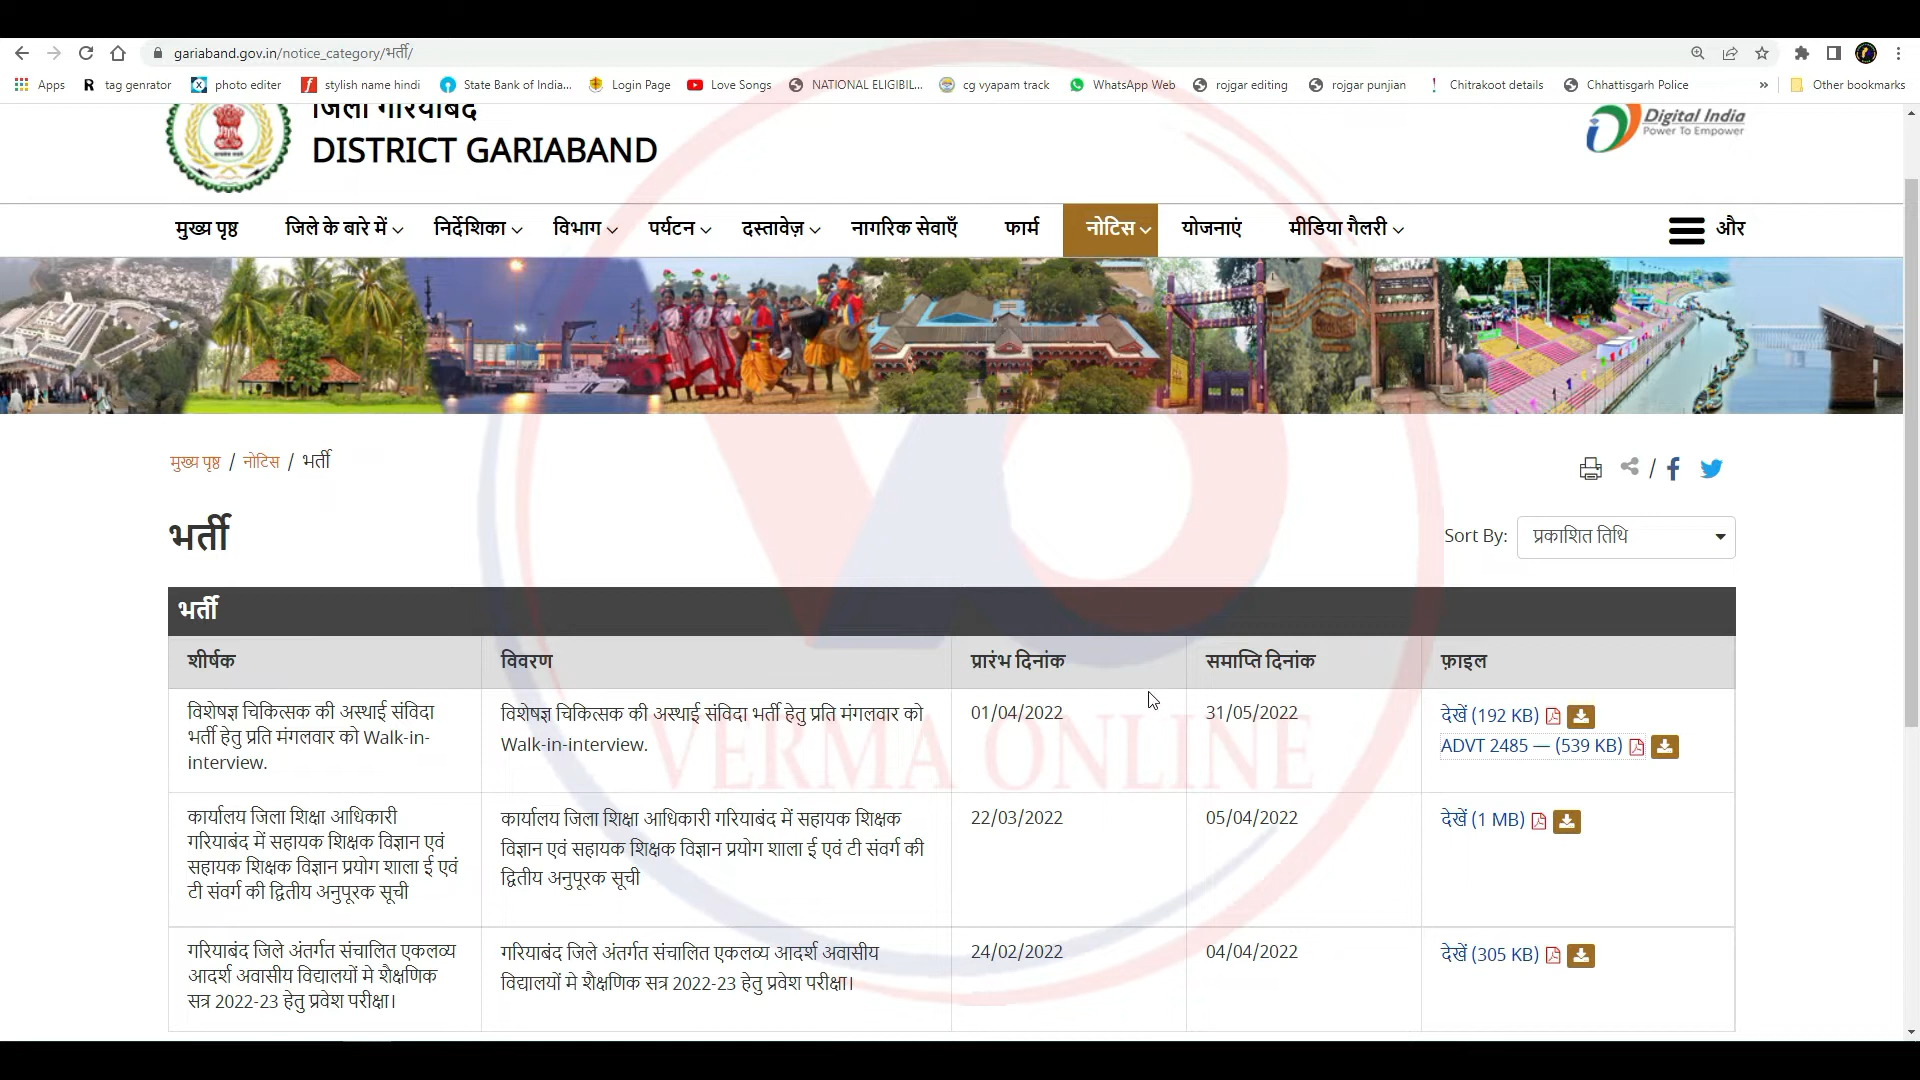 gariaband.gov.in/notice_category/भर्ती/
Apps tag genrator photo editer stylish name hindi State Bank of India... Login Page Love Songs NATIONAL ELIGIBIL... cg vyapam track WhatsApp Web rojgar editing rojgar punjian Chitrakoot details Chhattisgarh Police » Other bookmarks
जिला गरियाबंद
DISTRICT GARIABAND
Digital India
Power To Empower
मुख्य पृष्ठ जिले के बारे में निर्देशिका विभाग पर्यटन दस्तावेज़ नागरिक सेवाएँ फार्म नोटिस योजनाएं मीडिया गैलरी और
मुख्य पृष्ठ / नोटिस / भर्ती
भर्ती
Sort By: प्रकाशित तिथि
भर्ती
शीर्षक विवरण प्रारंभ दिनांक समाप्ति दिनांक फ़ाइल
विशेषज्ञ चिकित्सक की अस्थाई संविदा
भर्ती हेतु प्रति मंगलवार को Walk-in-
interview.
विशेषज्ञ चिकित्सक की अस्थाई संविदा भर्ती हेतु प्रति मंगलवार को
Walk-in-interview.
01/04/2022
31/05/2022
देखें (192 KB)
ADVT 2485 — (539 KB)
कार्यालय जिला शिक्षा आधिकारी
गरियाबंद में सहायक शिक्षक विज्ञान एवं
सहायक शिक्षक विज्ञान प्रयोग शाला ई एवं
टी संवर्ग की द्वितीय अनुपूरक सूची
कार्यालय जिला शिक्षा आधिकारी गरियाबंद में सहायक शिक्षक
विज्ञान एवं सहायक शिक्षक विज्ञान प्रयोग शाला ई एवं टी संवर्ग की
द्वितीय अनुपूरक सूची
22/03/2022
05/04/2022
देखें (1 MB)
गरियाबंद जिले अंतर्गत संचालित एकलव्य
आदर्श अवासीय विद्यालयों मे शैक्षणिक
सत्र 2022-23 हेतु प्रवेश परीक्षा।
गरियाबंद जिले अंतर्गत संचालित एकलव्य आदर्श अवासीय
विद्यालयों मे शैक्षणिक सत्र 2022-23 हेतु प्रवेश परीक्षा।
24/02/2022
04/04/2022
देखें (305 KB)
VERMA ONLINE